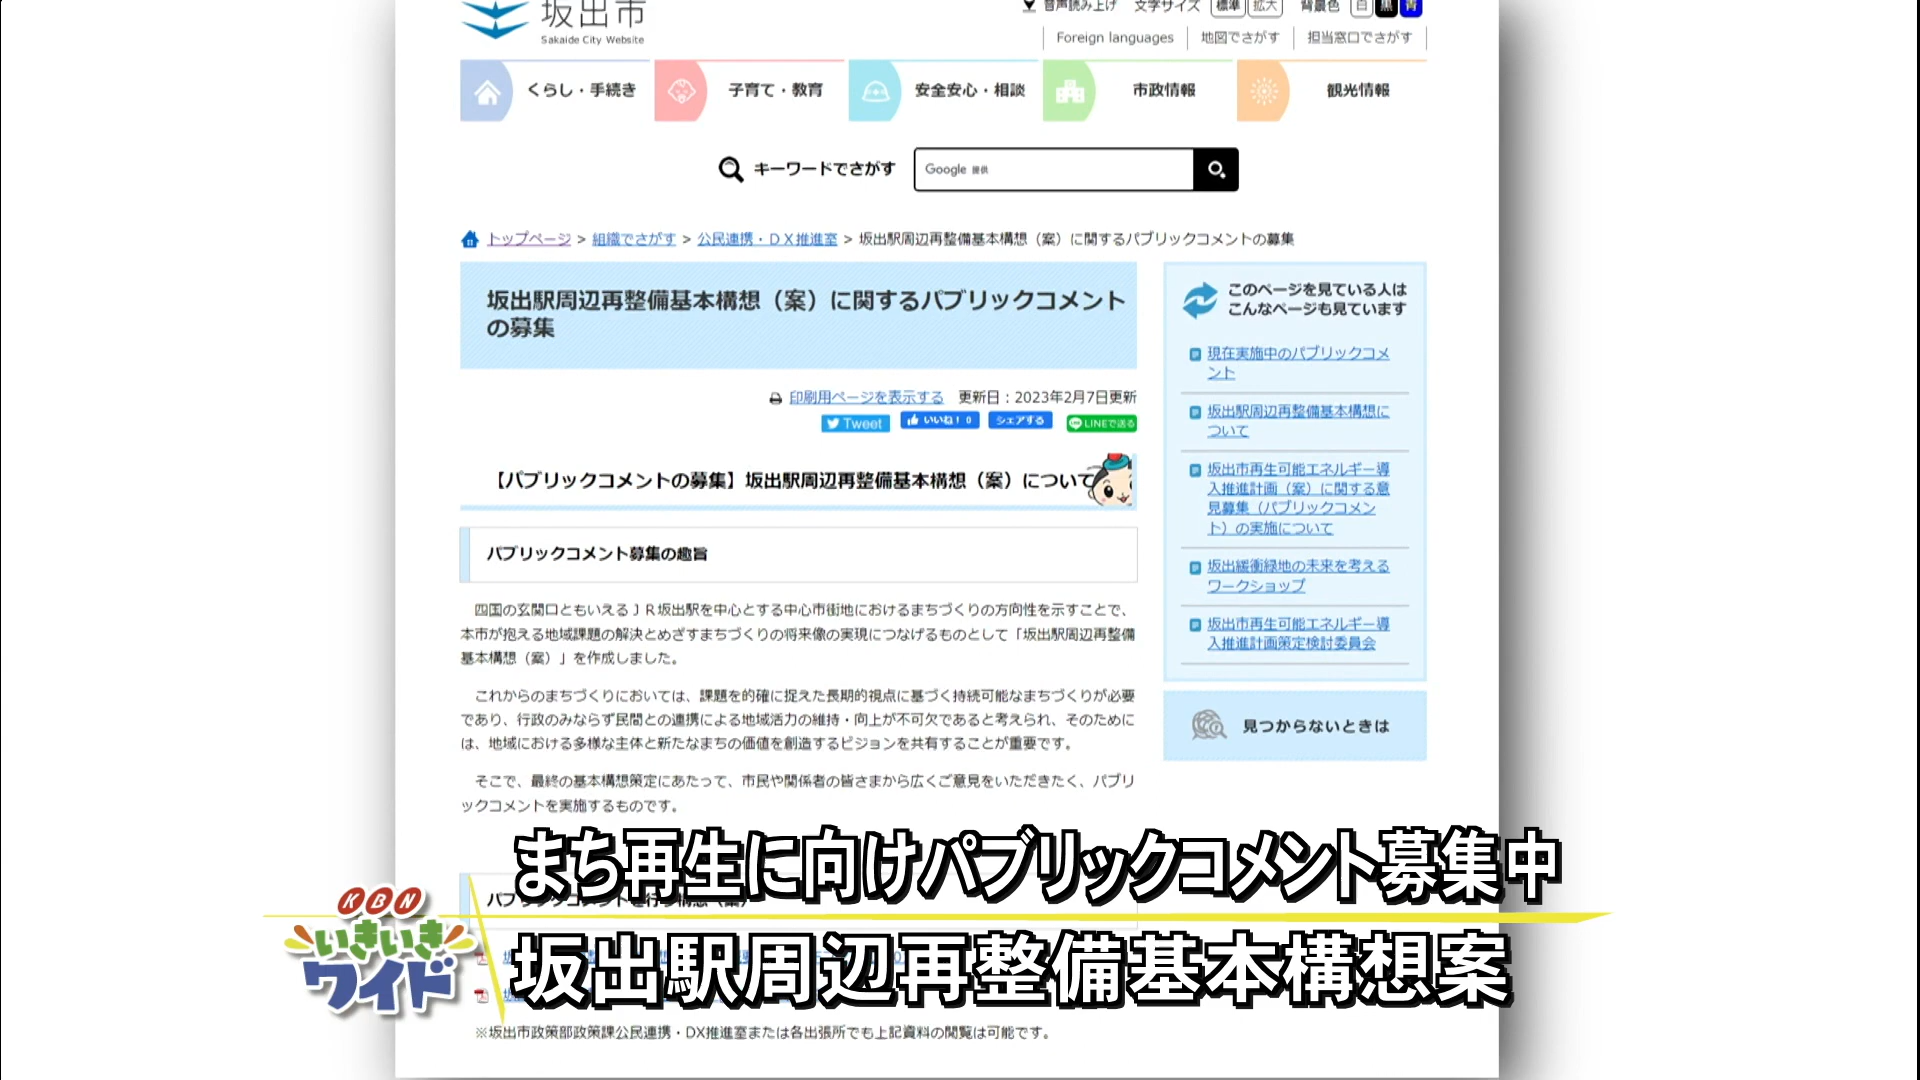 坂出市
Sakaide City Website
音声読み上げ 文字サイズ 標準 拡大 背景色 白 黒 青
Foreign languages 地図でさがす 担当窓口でさがす
くらし・手続き 子育て・教育 安全安心・相談 市政情報 観光情報
キーワードでさがす Google 提供
トップページ > 組織でさがす > 公民連携・DX推進室 > 坂出駅周辺再整備基本構想（案）に関するパブリックコメントの募集
坂出駅周辺再整備基本構想（案）に関するパブリックコメント
の募集
印刷用ページを表示する 更新日：2023年2月7日更新
Tweet いいね！ 0 シェアする LINEで送る
【パブリックコメントの募集】坂出駅周辺再整備基本構想（案）について
パブリックコメント募集の趣旨
四国の玄関口ともいえるＪＲ坂出駅を中心とする中心市街地におけるまちづくりの方向性を示すことで、
本市が抱える地域課題の解決とめざすまちづくりの将来像の実現につなげるものとして「坂出駅周辺再整備
基本構想（案）」を作成しました。
これからのまちづくりにおいては、課題を的確に捉えた長期的視点に基づく持続可能なまちづくりが必要
であり、行政のみならず民間との連携による地域活力の維持・向上が不可欠であると考えられ、そのために
は、地域における多様な主体と新たなまちの価値を創造するビジョンを共有することが重要です。
そこで、最終の基本構想策定にあたって、市民や関係者の皆さまから広くご意見をいただきたく、パブリ
ックコメントを実施するものです。
このページを見ている人は
こんなページも見ています
現在実施中のパブリックコメ
ント
坂出駅周辺再整備基本構想に
ついて
坂出市再生可能エネルギー導
入推進計画（案）に関する意
見募集（パブリックコメン
ト）の実施について
坂出緩衝緑地の未来を考える
ワークショップ
坂出市再生可能エネルギー導
入推進計画策定検討委員会
見つからないときは
まち再生に向けパブリックコメント募集中
KBN
いきいき
ワイド
坂出駅周辺再整備基本構想案
※坂出市政策部政策課公民連携・DX推進室または各出張所でも上記資料の閲覧は可能です。